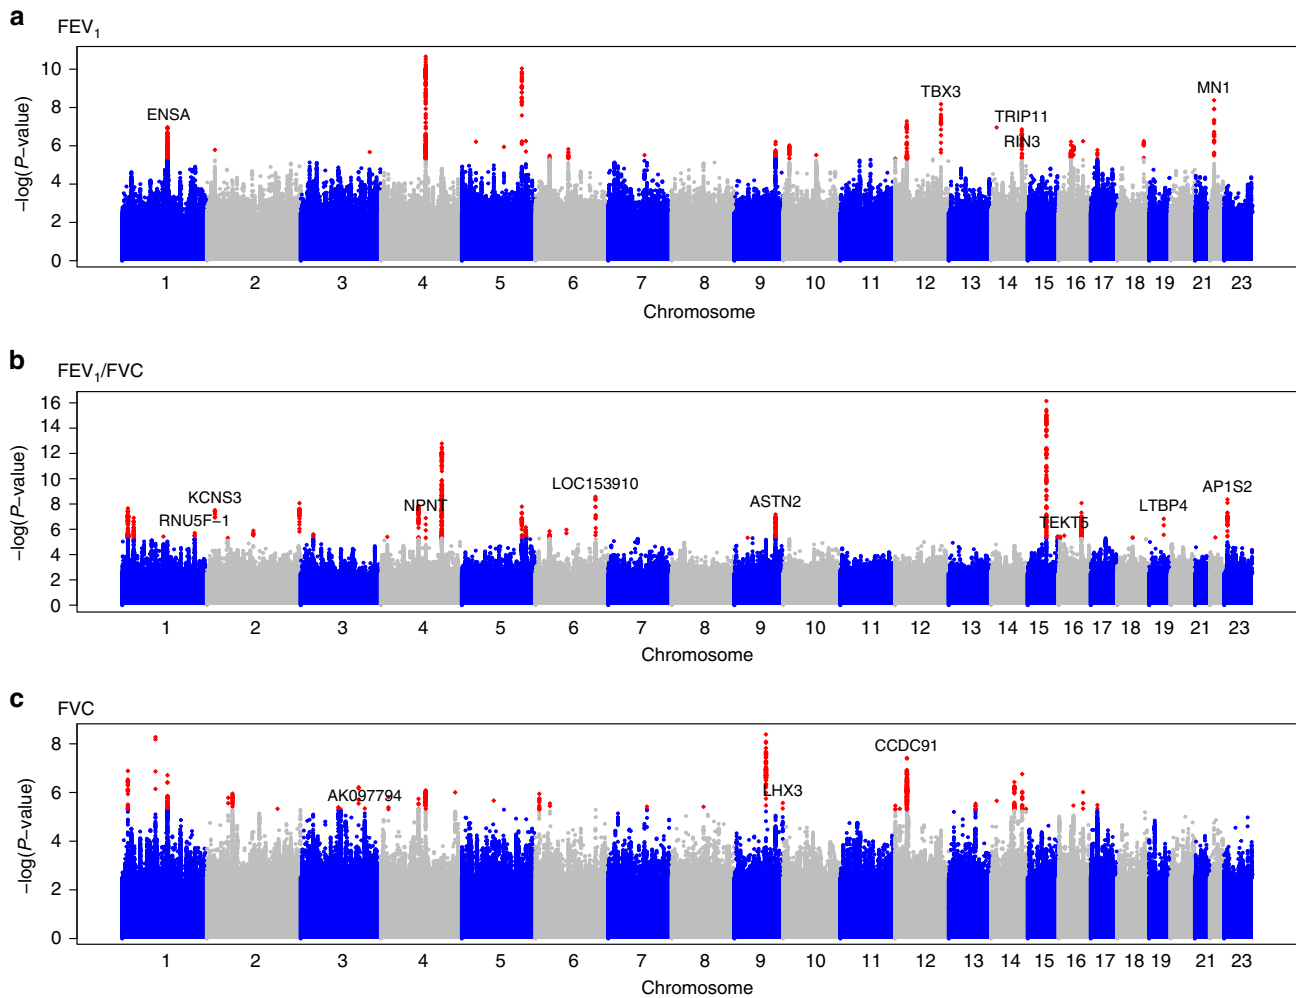 a
FEV1
−log(P−value)
10
8
6
4
2
0
ENSA
TBX3
TRIP11
RIN3
MN1
1 2 3 4 5 6 7 8 9 10 11 12 13 14 15 16 17 18 19 21 23
Chromosome
b
FEV1/FVC
−log(P−value)
16
14
12
10
8
6
4
2
0
KCNS3
RNU5F−1
NPNT
LOC153910
ASTN2
TEKT5
LTBP4
AP1S2
1 2 3 4 5 6 7 8 9 10 11 12 13 14 15 16 17 18 19 21 23
Chromosome
c
FVC
−log(P−value)
8
6
4
2
0
AK097794
LHX3
CCDC91
1 2 3 4 5 6 7 8 9 10 11 12 13 14 15 16 17 18 19 21 23
Chromosome